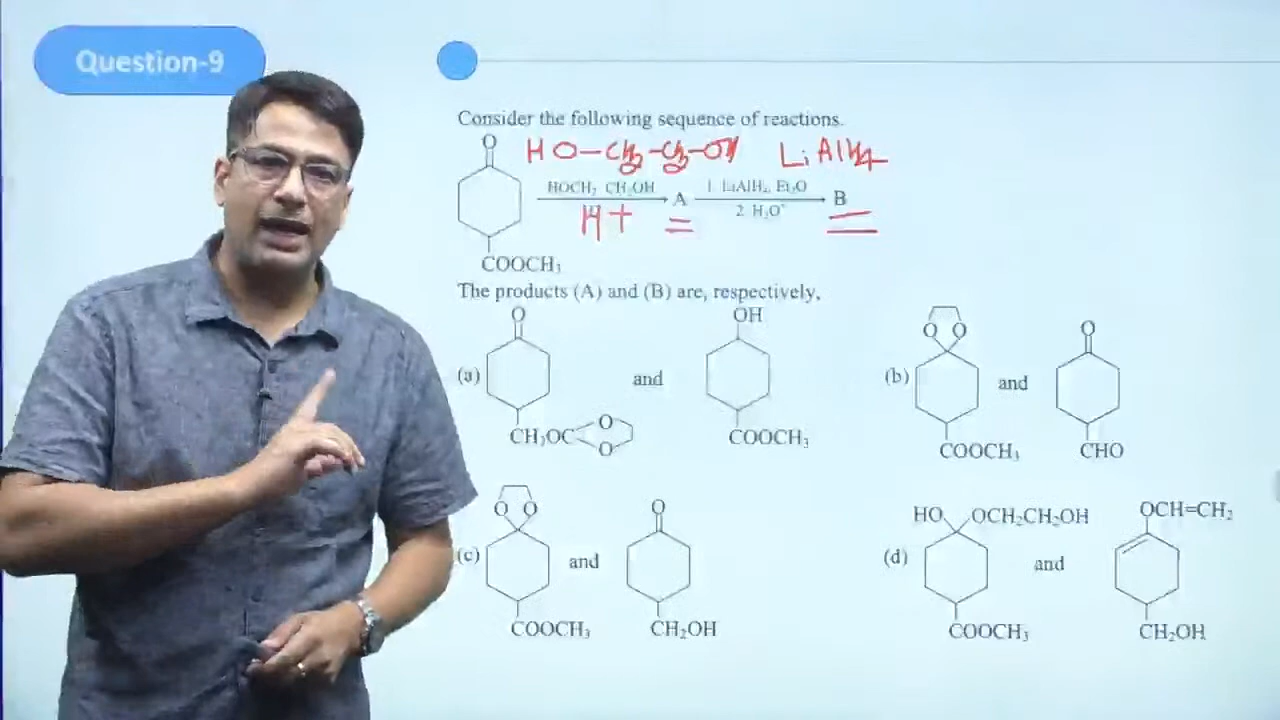 Question-9
Consider the following sequence of reactions.
O
HO-CH2-CH2-OH LiAlH4
HOCH2 CH2OH A 1. LiAlH4, Et2O B
H+ 2. H3O+
COOCH3
The products (A) and (B) are, respectively,
O OH
(a) and
CH3OC O O
COOCH3
O O O
(b) and
COOCH3 CHO
O O O
(c) and
COOCH3 CH2OH
HO OCH2CH2OH OCH=CH2
(d) and
COOCH3 CH2OH